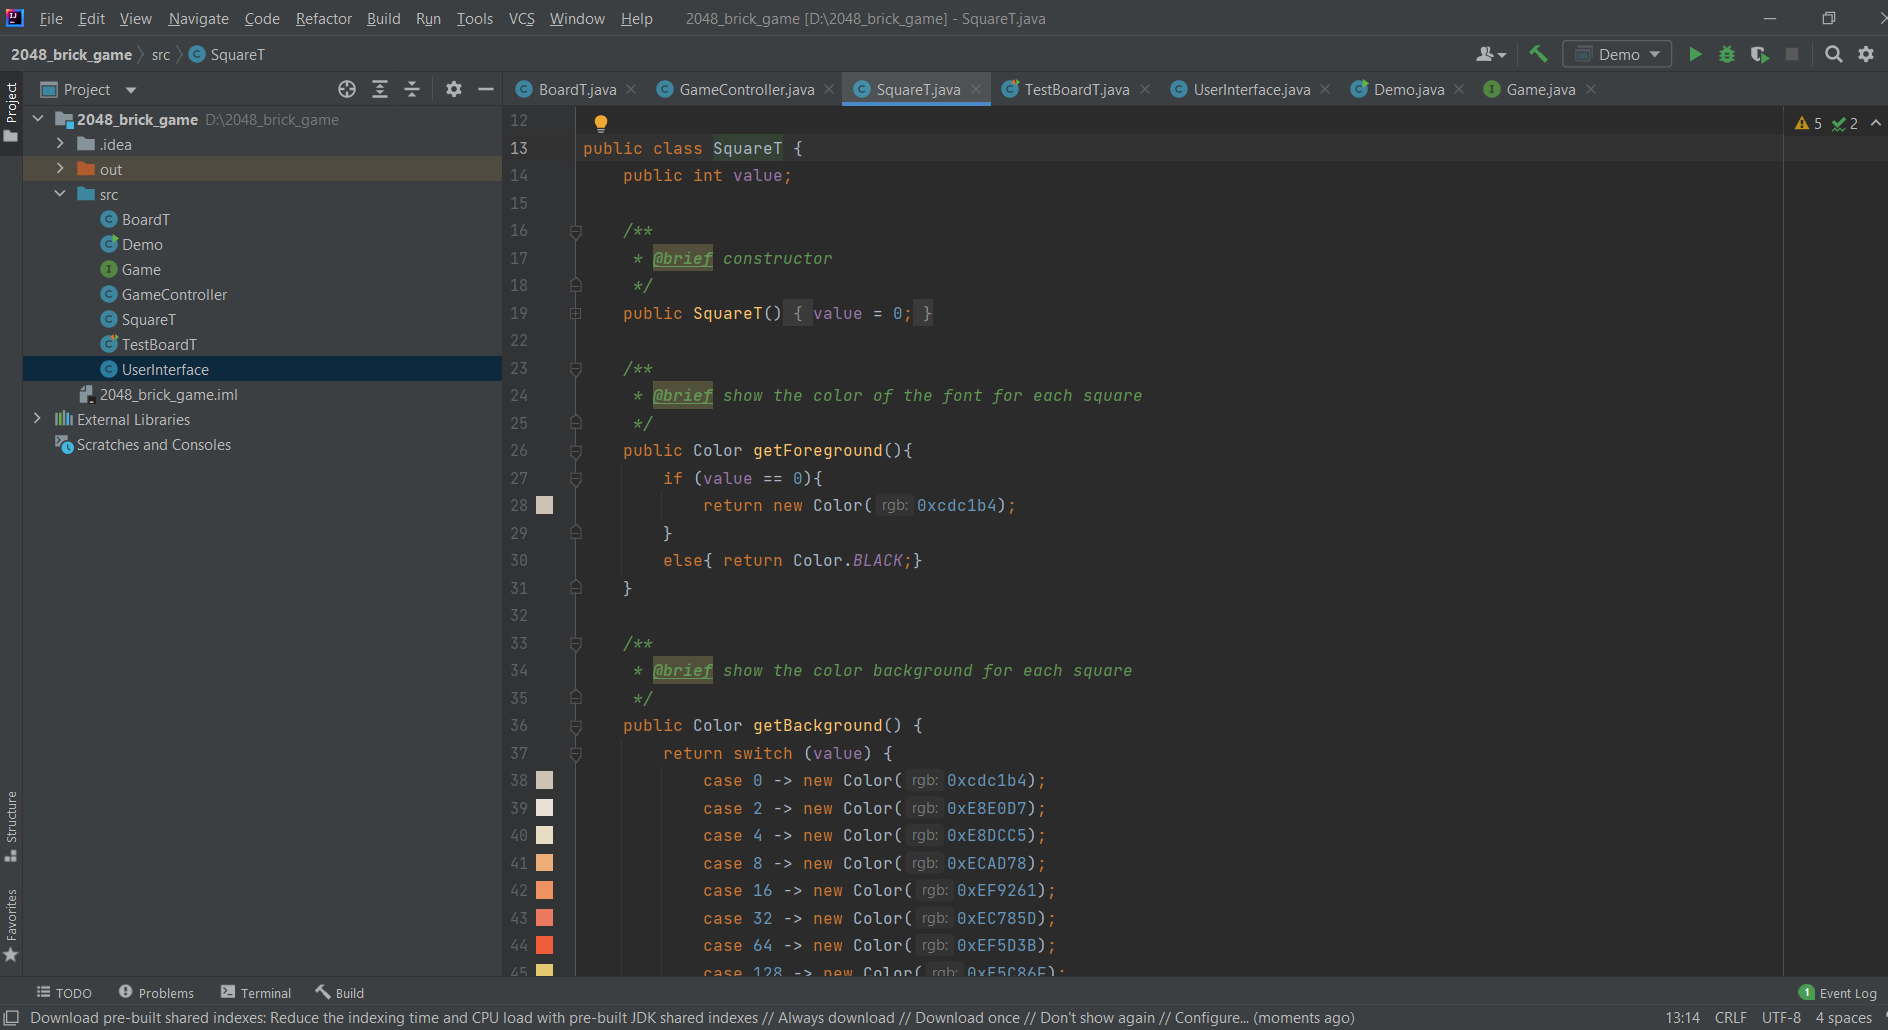 File Edit View Navigate Code Refactor Build Run Tools VCS Window Help 2048_brick_game [D:\2048_brick_game] - SquareT.java
2048_brick_game src SquareT Demo
Project
Project BoardT.java GameController.java SquareT.java TestBoardT.java UserInterface.java Demo.java Game.java
2048_brick_game D:\2048_brick_game
.idea
out
src
BoardT
Demo
Game
GameController
SquareT
TestBoardT
UserInterface
2048_brick_game.iml
External Libraries
Scratches and Consoles
Structure
Favorites
5 2
12
13 public class SquareT {
14 public int value;
15
16 /**
17 * @brief constructor
18 */
19 public SquareT() { value = 0; }
22
23 /**
24 * @brief show the color of the font for each square
25 */
26 public Color getForeground(){
27 if (value == 0){
28 return new Color( rgb: 0xcdc1b4);
29 }
30 else{ return Color.BLACK;}
31 }
32
33 /**
34 * @brief show the color background for each square
35 */
36 public Color getBackground() {
37 return switch (value) {
38 case 0 -> new Color( rgb: 0xcdc1b4);
39 case 2 -> new Color( rgb: 0xE8E0D7);
40 case 4 -> new Color( rgb: 0xE8DCC5);
41 case 8 -> new Color( rgb: 0xECAD78);
42 case 16 -> new Color( rgb: 0xEF9261);
43 case 32 -> new Color( rgb: 0xEC785D);
44 case 64 -> new Color( rgb: 0xEF5D3B);
45 case 128 -> new Color( rgb:
TODO Problems Terminal Build 1 Event Log
Download pre-built shared indexes: Reduce the indexing time and CPU load with pre-built JDK shared indexes // Always download // Download once // Don't show again // Configure... (moments ago) 13:14 CRLF UTF-8 4 spaces